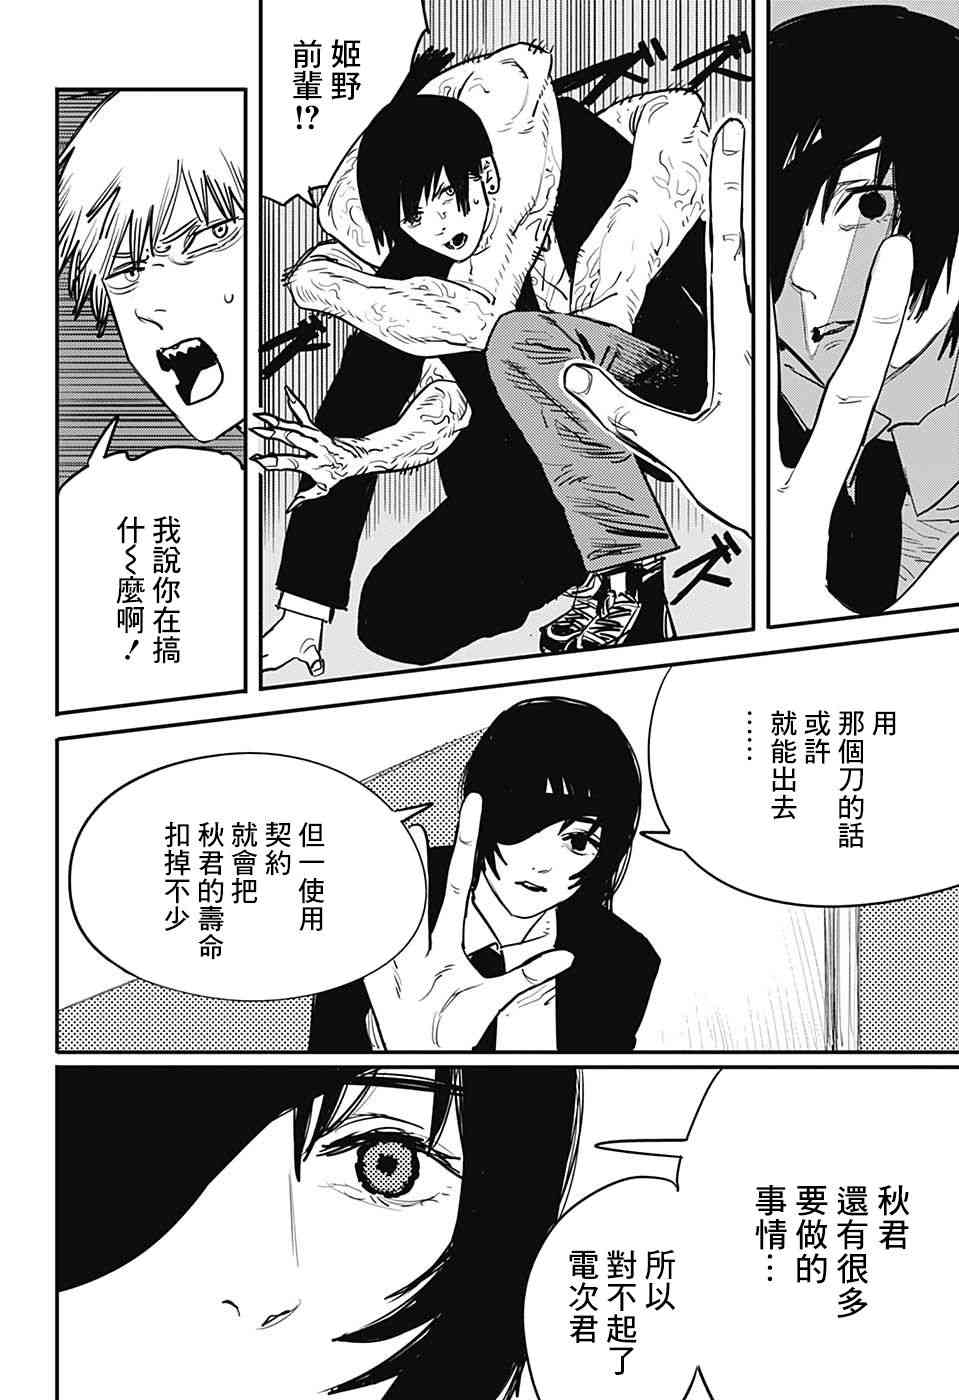 姬野
前輩!?
我說你在搞
什~麼啊！
用
那個刀的話
或許
就能出去
……
但一使用
契約
就會把
秋君的壽命
扣掉不少
秋君
還有很多
要做的
事情…
所以
對不起了
電次君